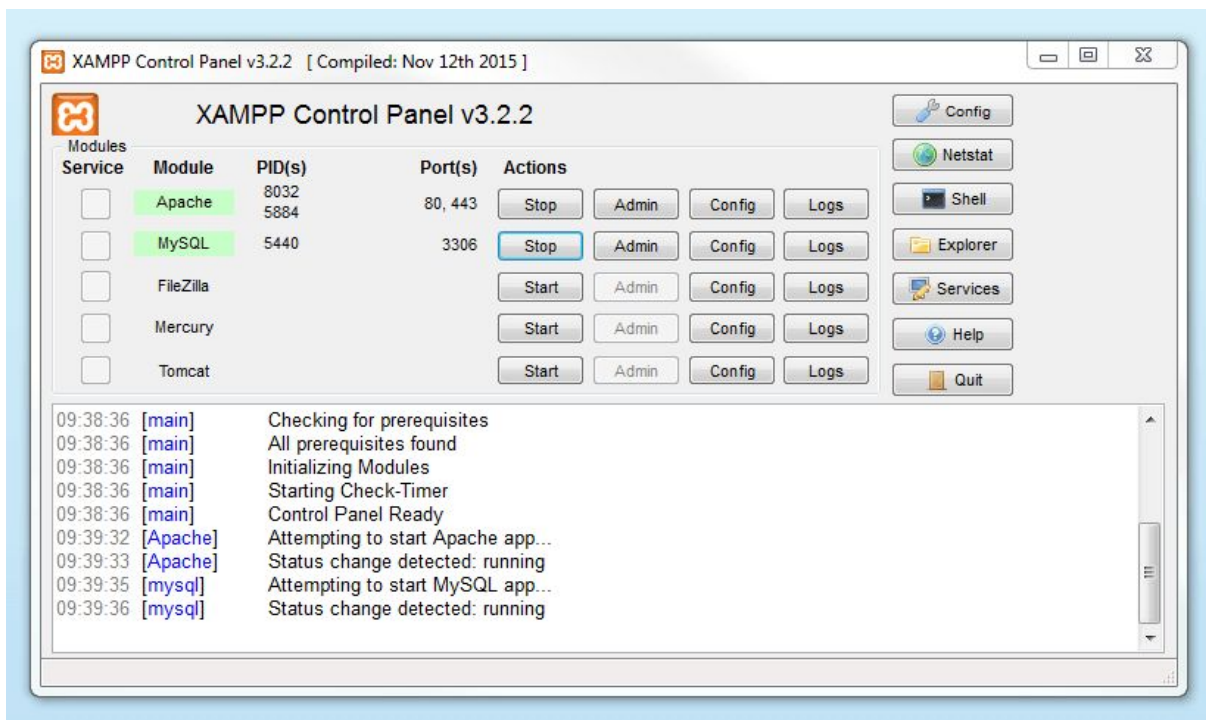 XAMPP Control Panel v3.2.2 [ Compiled: Nov 12th 2015 ]
XAMPP Control Panel v3.2.2
Config
Modules
Service Module PID(s) Port(s) Actions
Netstat
Apache 8032 5884 80, 443 Stop Admin Config Logs
Shell
MySQL 5440 3306 Stop Admin Config Logs
Explorer
FileZilla Start Admin Config Logs
Services
Mercury Start Admin Config Logs
Help
Tomcat Start Admin Config Logs
Quit
09:38:36 [main] Checking for prerequisites
09:38:36 [main] All prerequisites found
09:38:36 [main] Initializing Modules
09:38:36 [main] Starting Check-Timer
09:38:36 [main] Control Panel Ready
09:39:32 [Apache] Attempting to start Apache app...
09:39:33 [Apache] Status change detected: running
09:39:35 [mysql] Attempting to start MySQL app...
09:39:36 [mysql] Status change detected: running